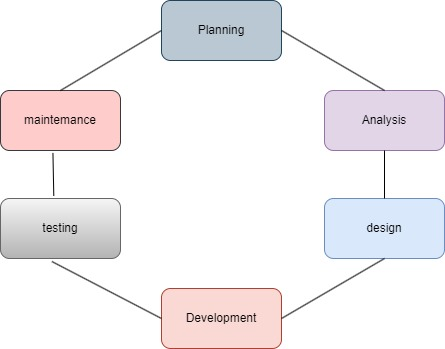 Planning
maintemance
Analysis
testing
design
Development